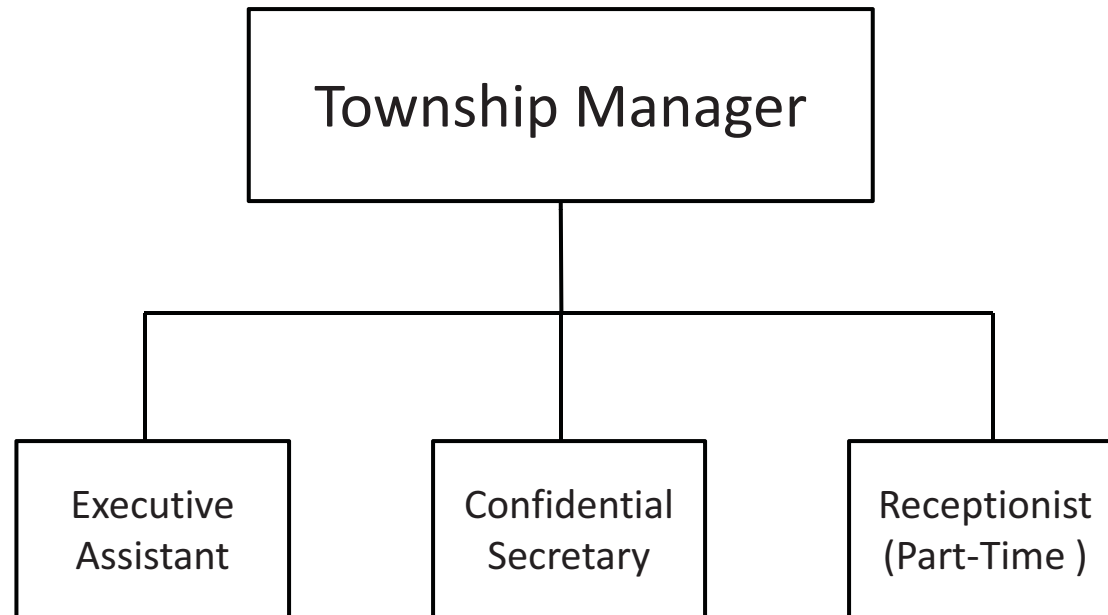 Township Manager
Executive
Assistant
Confidential
Secretary
Receptionist
(Part-Time )